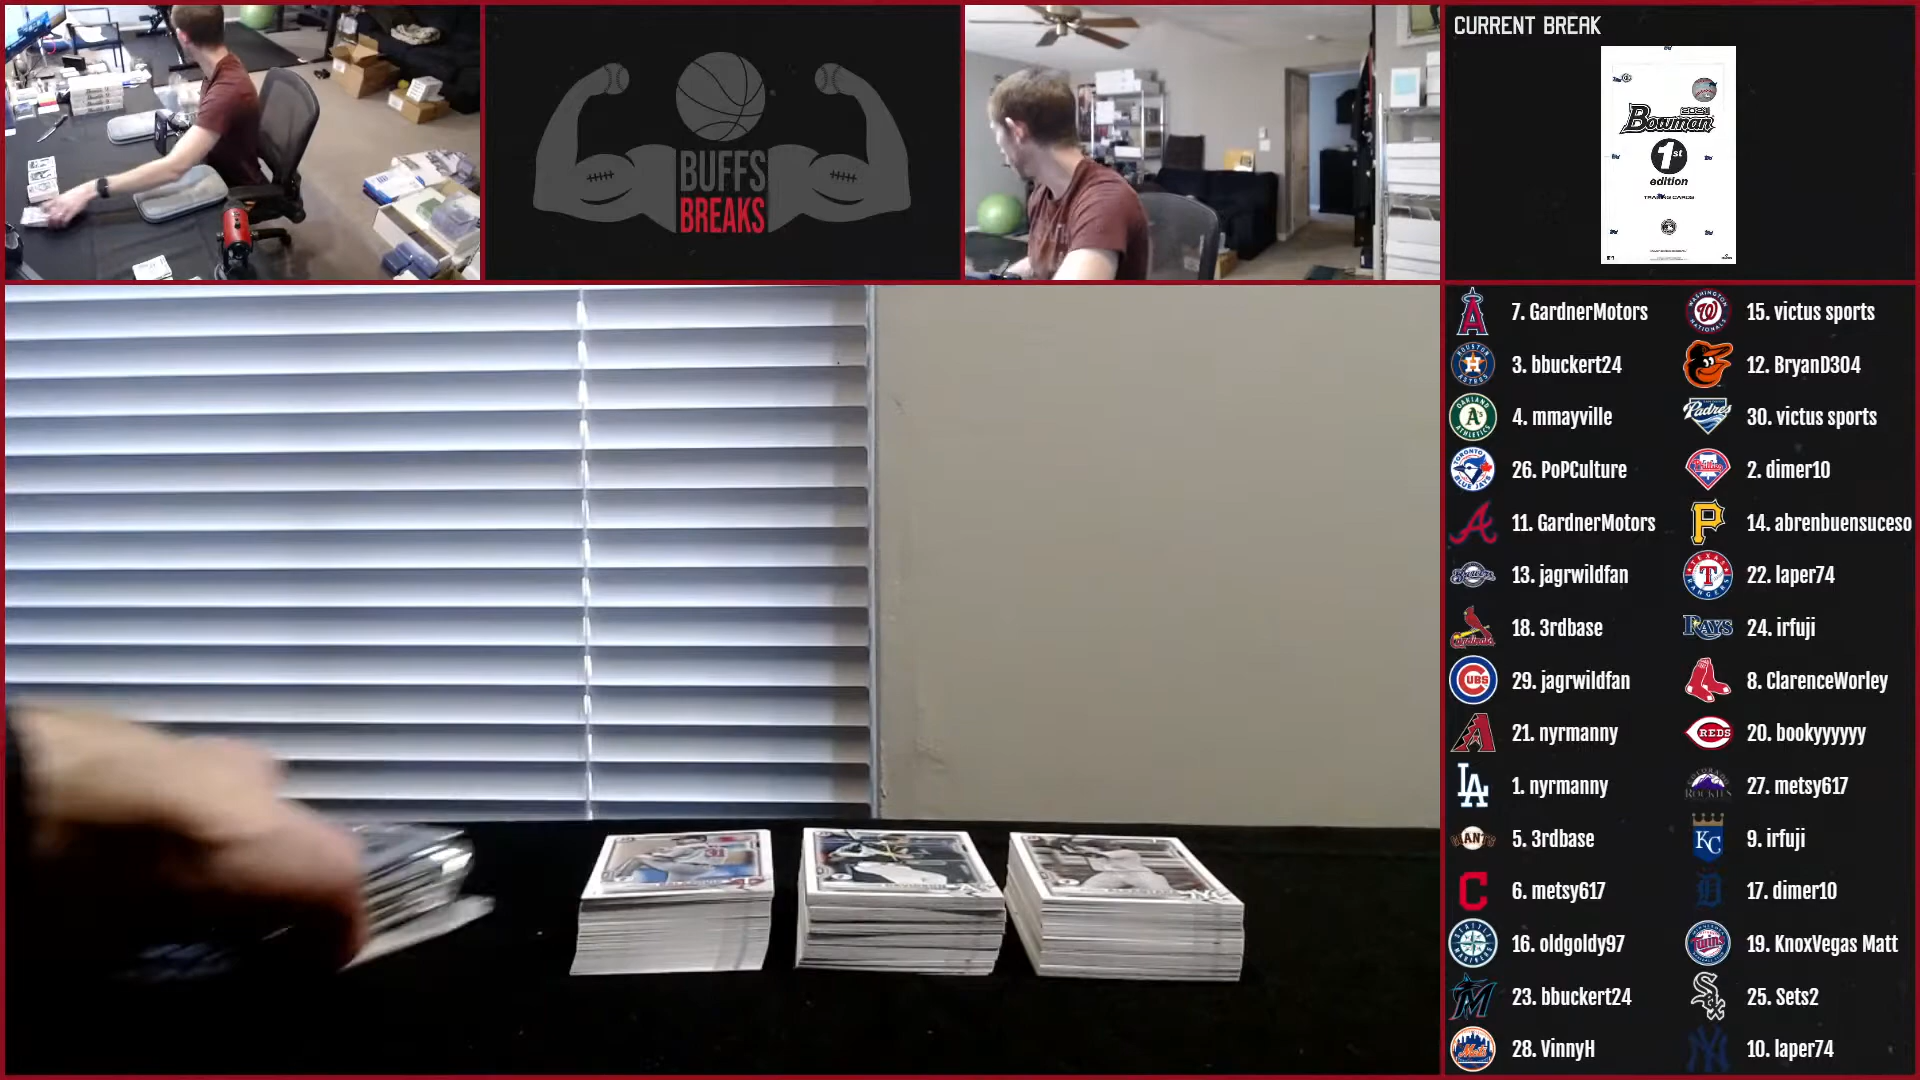 BUFFS
BREAKS
CURRENT BREAK
Bowman
1st
edition
TRADING CARDS
7. GardnerMotors
15. victus sports
3. bbuckert24
12. BryanD304
4. mmayville
30. victus sports
26. PoPCulture
2. dimer10
11. GardnerMotors
14. abrenbuensuceso
13. jagrwildfan
22. laper74
18. 3rdbase
24. irfuji
29. jagrwildfan
8. ClarenceWorley
21. nyrmanny
20. bookyyyyyy
1. nyrmanny
27. metsy617
5. 3rdbase
9. irfuji
6. metsy617
17. dimer10
16. oldgoldy97
19. KnoxVegas Matt
23. bbuckert24
25. Sets2
28. VinnyH
10. laper74